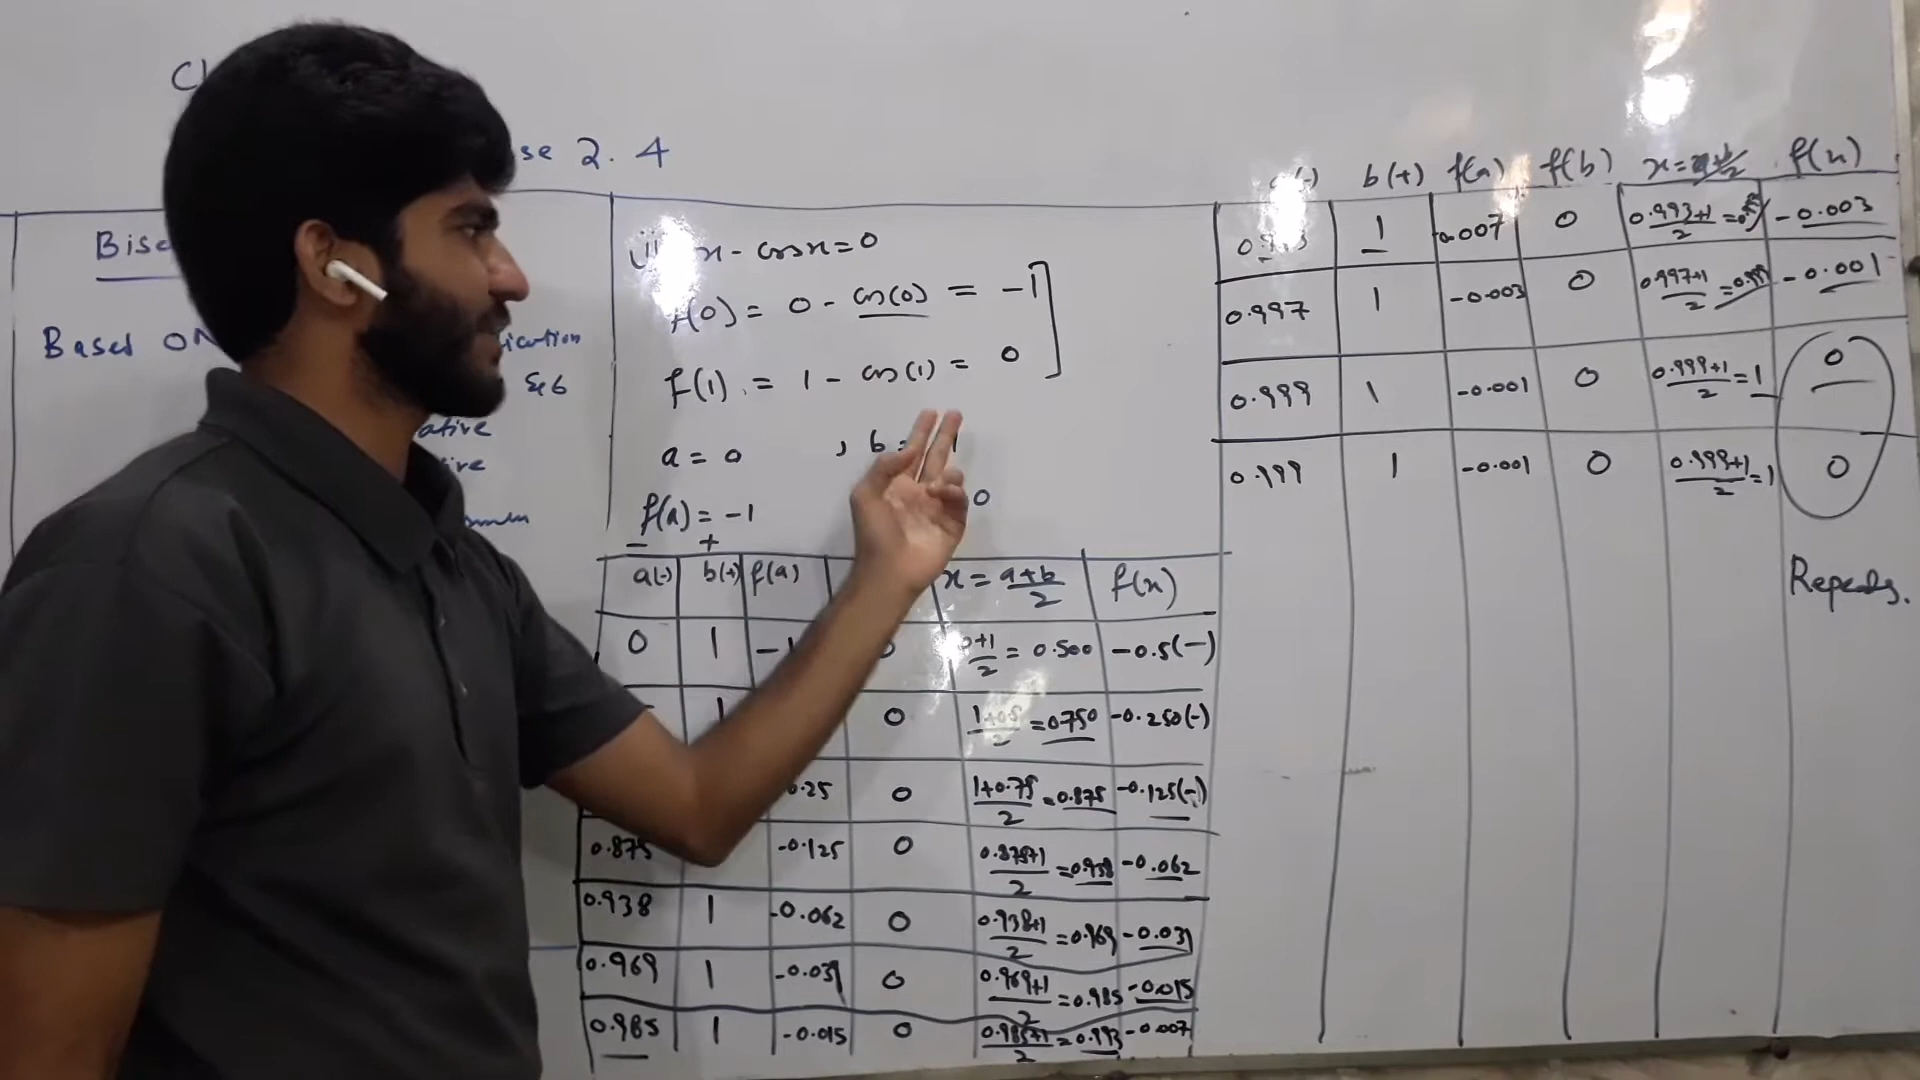 se 2.4
Bise
Based ON
ication
&6
ative
x - cosx=0
f(0) = 0 - cos(0) = -1
f(1) = 1 - cos(1) = 0
a = 0 , b = 1
f(a) = -1 0
- +
a(-) b(+) f(a) x = a+b/2 f(x)
0 1 -1 0+1/2 = 0.500 -0.5(-)
1 0 1+0.5/2 = 0.750 -0.250(-)
0.25 0 1+0.75/2 = 0.875 -0.125(-)
0.875 -0.125 0 0.875+1/2 = 0.938 -0.062
0.938 1 -0.062 0 0.938+1/2 = 0.969 -0.031
0.969 1 -0.031 0 0.969+1/2 = 0.985 -0.015
0.985 1 -0.015 0 0.985+1/2 = 0.993 -0.007
(-) b(+) f(a) f(b) x = a+b/2 f(x)
1 -0.007 0 0.993+1/2 = -0.003
0.997 1 -0.003 0 0.997+1/2 = 0.999 -0.001
0.999 1 -0.001 0 0.999+1/2 = 1 0
0.999 1 -0.001 0 0.999+1/2 = 1 0
Repeats.